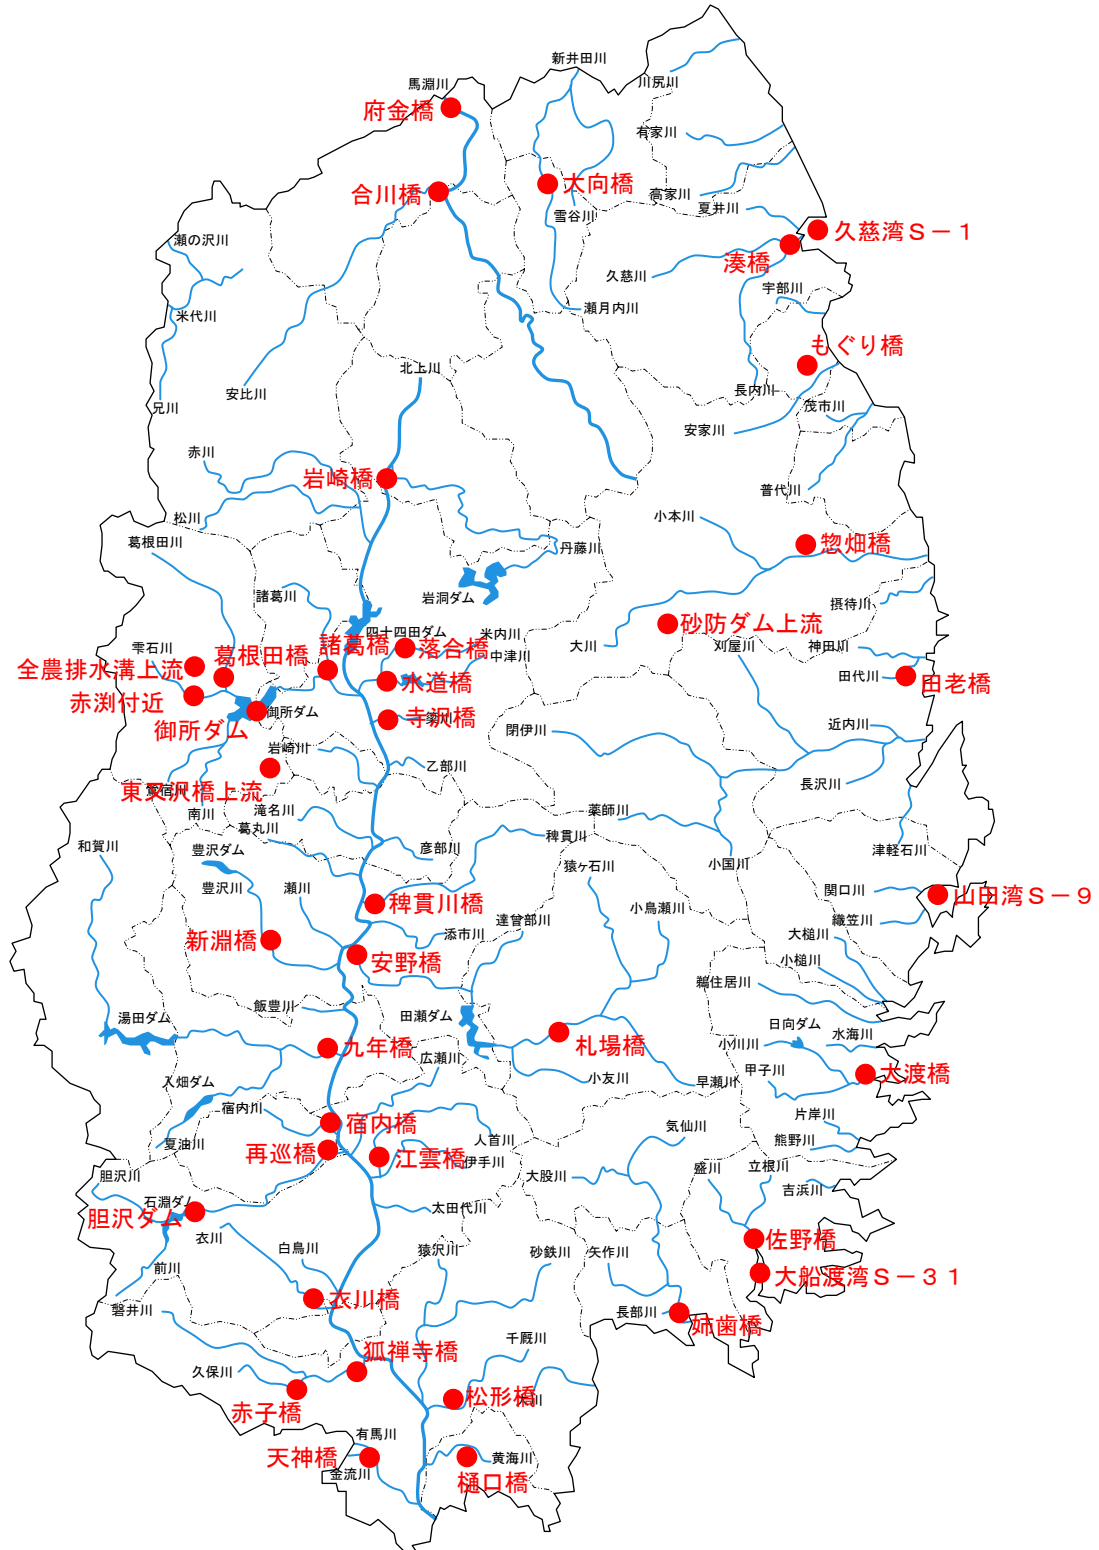 新井田川
川尻川
馬淵川
府金橋
有家川
合川橋
大向橋
高家川
夏井川
雪谷川
久慈湾Ｓ－１
瀬の沢川
湊橋
久慈川
宇部川
瀬月内川
米代川
もぐり橋
北上川
安比川
長内川
兄川
茂市川
安家川
赤川
岩崎橋
普代川
松川
小本川
葛根田川
惣畑橋
丹藤川
諸葛川
岩洞ダム
摂待川
四十四田ダム
米内川
砂防ダム上流
大川
刈屋川
神田川
雫石川
諸葛橋
落合橋
中津川
葛根田橋
全農排水溝上流
水道橋
田代川
田老橋
赤渕付近
御所ダム
御所ダム
寺沢橋
簗川
閉伊川
近内川
岩崎川
乙部川
東又沢橋上流
鴬宿川
長沢川
南川
滝名川
薬師川
葛丸川
稗貫川
和賀川
豊沢ダム
彦部川
小国川
津軽石川
猿ヶ石川
豊沢川
瀬川
関口川
山田湾Ｓ－９
稗貫川橋
小烏瀬川
達曽部川
織笠川
新淵橋
添市川
大槌川
安野橋
小槌川
鵜住居川
飯豊川
湯田ダム
田瀬ダム
日向ダム
水海川
九年橋
札場橋
小川川
広瀬川
甲子川
大渡橋
入畑ダム
小友川
早瀬川
宿内川
片岸川
宿内橋
気仙川
夏油川
人首川
熊野川
再巡橋
江雲橋
伊手川
胆沢川
大股川
盛川
立根川
吉浜川
石淵ダム
太田代川
胆沢ダム
衣川
佐野橋
白鳥川
猿沢川
砂鉄川
矢作川
前川
大船渡湾Ｓ－３１
衣川橋
磐井川
長部川
姉歯橋
狐禅寺橋
千厩川
久保川
松形橋
赤子橋
有馬川
天神橋
黄海川
金流川
樋口橋